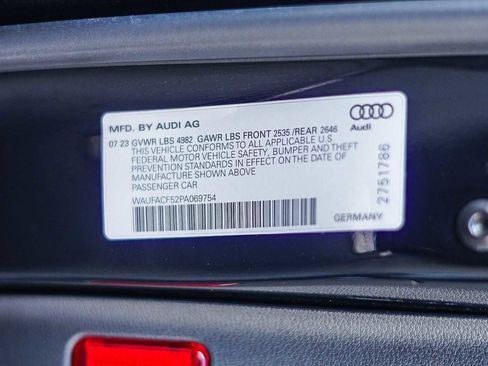 MFD. BY AUDI AG
07 23 GVWR LBS 4982 GAWR LBS FRONT 2535 /REAR 2646
THIS VEHICLE CONFORMS TO ALL APPLICABLE U.S.
FEDERAL MOTOR VEHICLE SAFETY, BUMPER AND THEFT
PREVENTION STANDARDS IN EFFECT ON THE DATE OF
MANUFACTURE SHOWN ABOVE
PASSENGER CAR
WAUFACF52PA069754
Audi
2751786
GERMANY